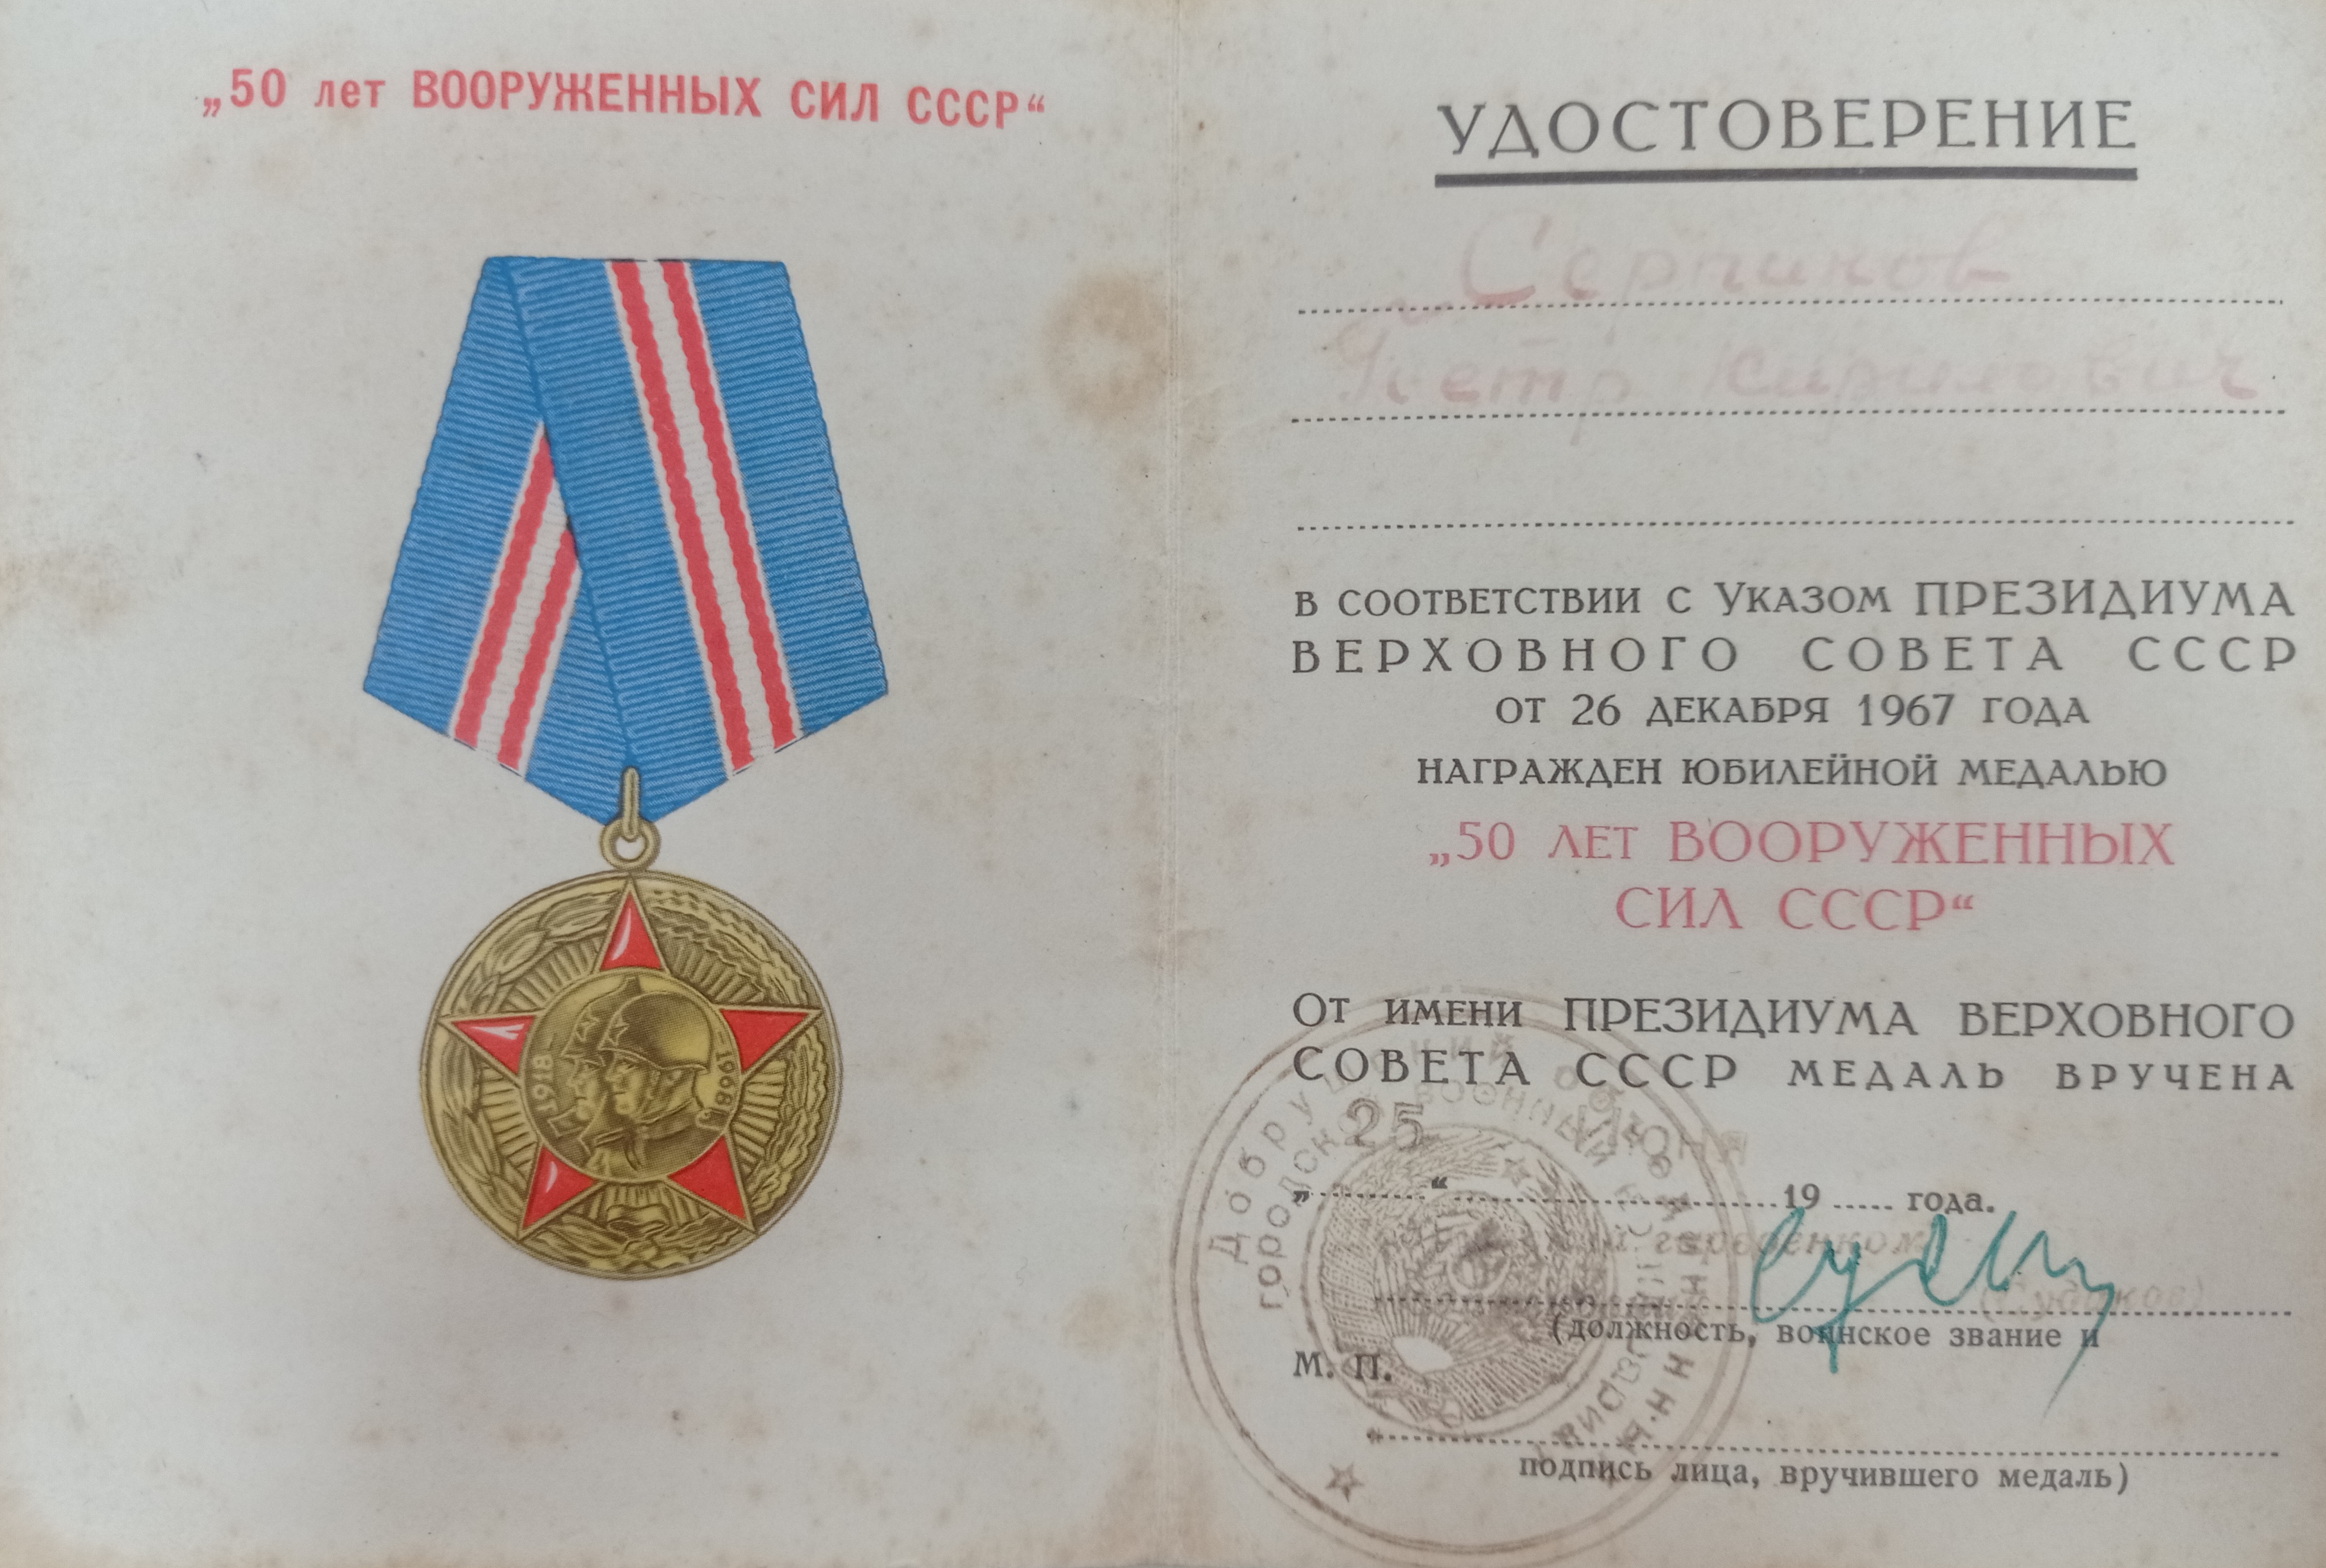 „50 лет ВООРУЖЕННЫХ СИЛ СССР“
1918
1968
УДОСТОВЕРЕНИЕ
Серпиков
Петр Кирилович
В СООТВЕТСТВИИ С УКАЗОМ ПРЕЗИДИУМА
ВЕРХОВНОГО СОВЕТА СССР
ОТ 26 ДЕКАБРЯ 1967 ГОДА
НАГРАЖДЕН ЮБИЛЕЙНОЙ МЕДАЛЬЮ
„50 ЛЕТ ВООРУЖЕННЫХ
СИЛ СССР“
ОТ ИМЕНИ ПРЕЗИДИУМА ВЕРХОВНОГО
СОВЕТА СССР МЕДАЛЬ ВРУЧЕНА
25
„ “ 19 года.
(должность, воинское звание и
М. П.
подпись лица, вручившего медаль)